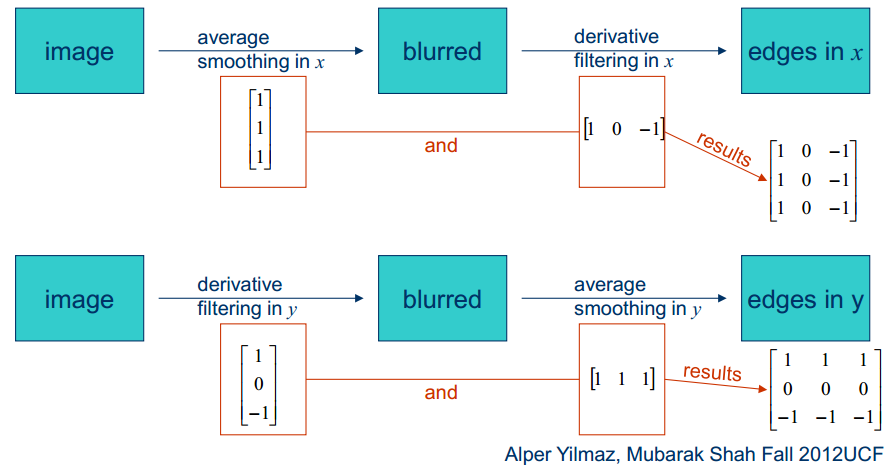 image
average
smoothing in x
blurred
derivative
filtering in x
edges in x
[1
1
1]
and
[1 0 −1]
results
[1 0 −1
1 0 −1
1 0 −1]
image
derivative
filtering in y
blurred
average
smoothing in y
edges in y
[1
0
−1]
and
[1 1 1]
results
[1 1 1
0 0 0
−1 −1 −1]
Alper Yilmaz, Mubarak Shah Fall 2012UCF